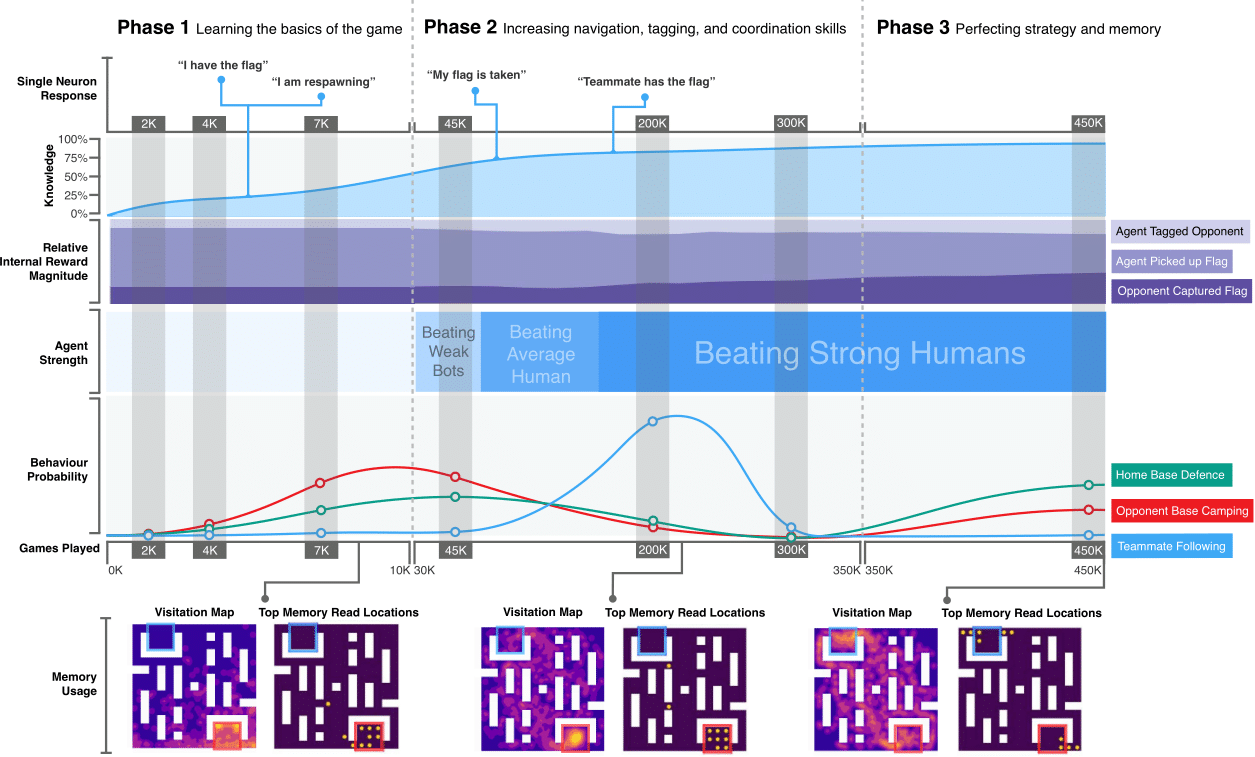 Phase 1 Learning the basics of the game
Phase 2 Increasing navigation, tagging, and coordination skills
Phase 3 Perfecting strategy and memory
Single Neuron
Response
“I have the flag”
“I am respawning”
“My flag is taken”
“Teammate has the flag”
2K
4K
7K
45K
200K
300K
450K
Knowledge
100%
75%
50%
25%
0%
Relative
Internal Reward
Magnitude
Agent Tagged Opponent
Agent Picked up Flag
Opponent Captured Flag
Agent
Strength
Beating
Weak
Bots
Beating
Average
Human
Beating Strong Humans
Behaviour
Probability
Home Base Defence
Opponent Base Camping
Teammate Following
Games Played
2K
4K
7K
45K
200K
300K
450K
0K
10K
30K
350K
350K
450K
Visitation Map
Top Memory Read Locations
Visitation Map
Top Memory Read Locations
Visitation Map
Top Memory Read Locations
Memory
Usage